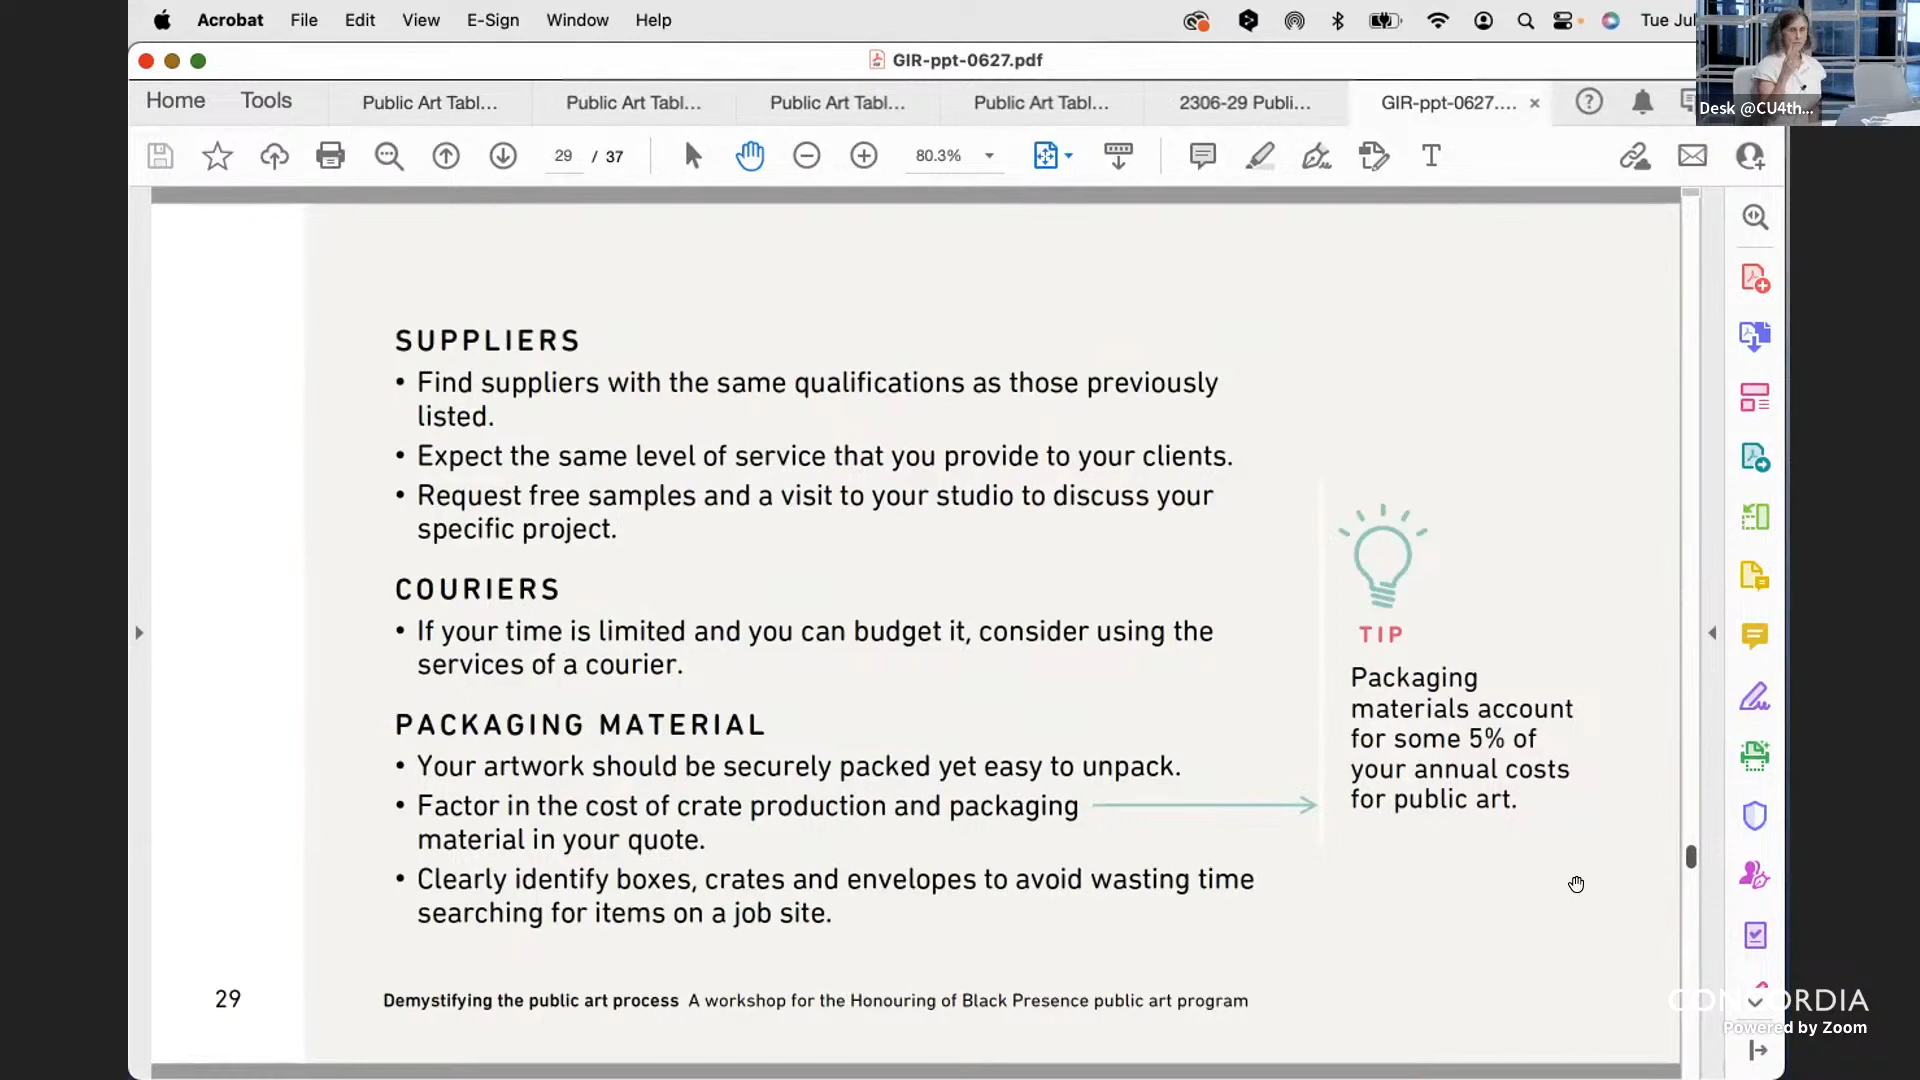 Acrobat File Edit View E-Sign Window Help Tue Jul
GIR-ppt-0627.pdf
Home Tools Public Art Tabl... Public Art Tabl... Public Art Tabl... Public Art Tabl... 2306-29 Publi... GIR-ppt-0627....
Desk @CU4th...
29 / 37 80.3%
SUPPLIERS
• Find suppliers with the same qualifications as those previously
listed.
• Expect the same level of service that you provide to your clients.
• Request free samples and a visit to your studio to discuss your
specific project.
COURIERS
• If your time is limited and you can budget it, consider using the
services of a courier.
PACKAGING MATERIAL
• Your artwork should be securely packed yet easy to unpack.
• Factor in the cost of crate production and packaging
material in your quote.
• Clearly identify boxes, crates and envelopes to avoid wasting time
searching for items on a job site.
TIP
Packaging
materials account
for some 5% of
your annual costs
for public art.
29
Demystifying the public art process A workshop for the Honouring of Black Presence public art program
CONCORDIA
Powered by Zoom